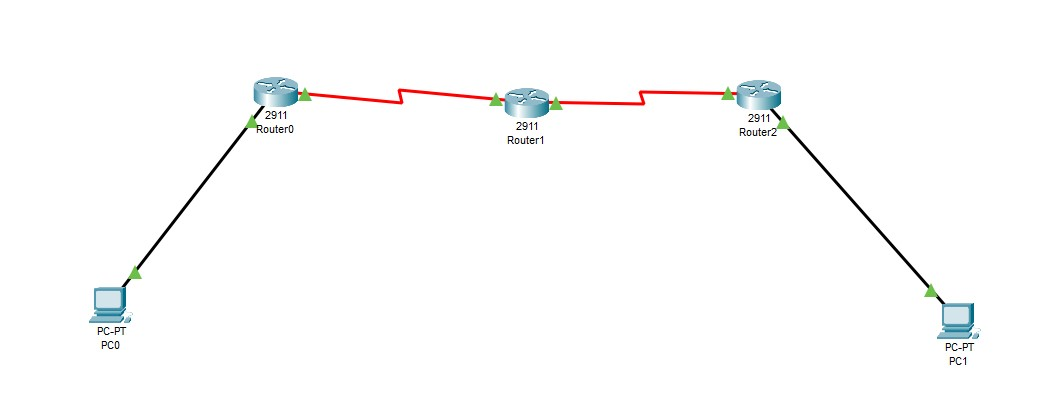 2911
Router0
2911
Router1
2911
Router2
PC-PT
PC0
PC-PT
PC1